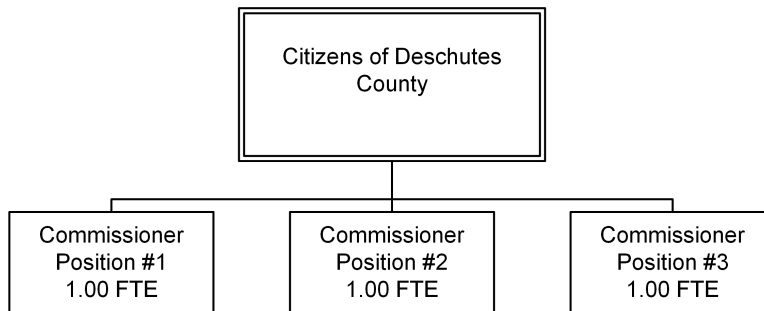 Citizens of Deschutes
County
Commissioner
Position #1
1.00 FTE
Commissioner
Position #2
1.00 FTE
Commissioner
Position #3
1.00 FTE